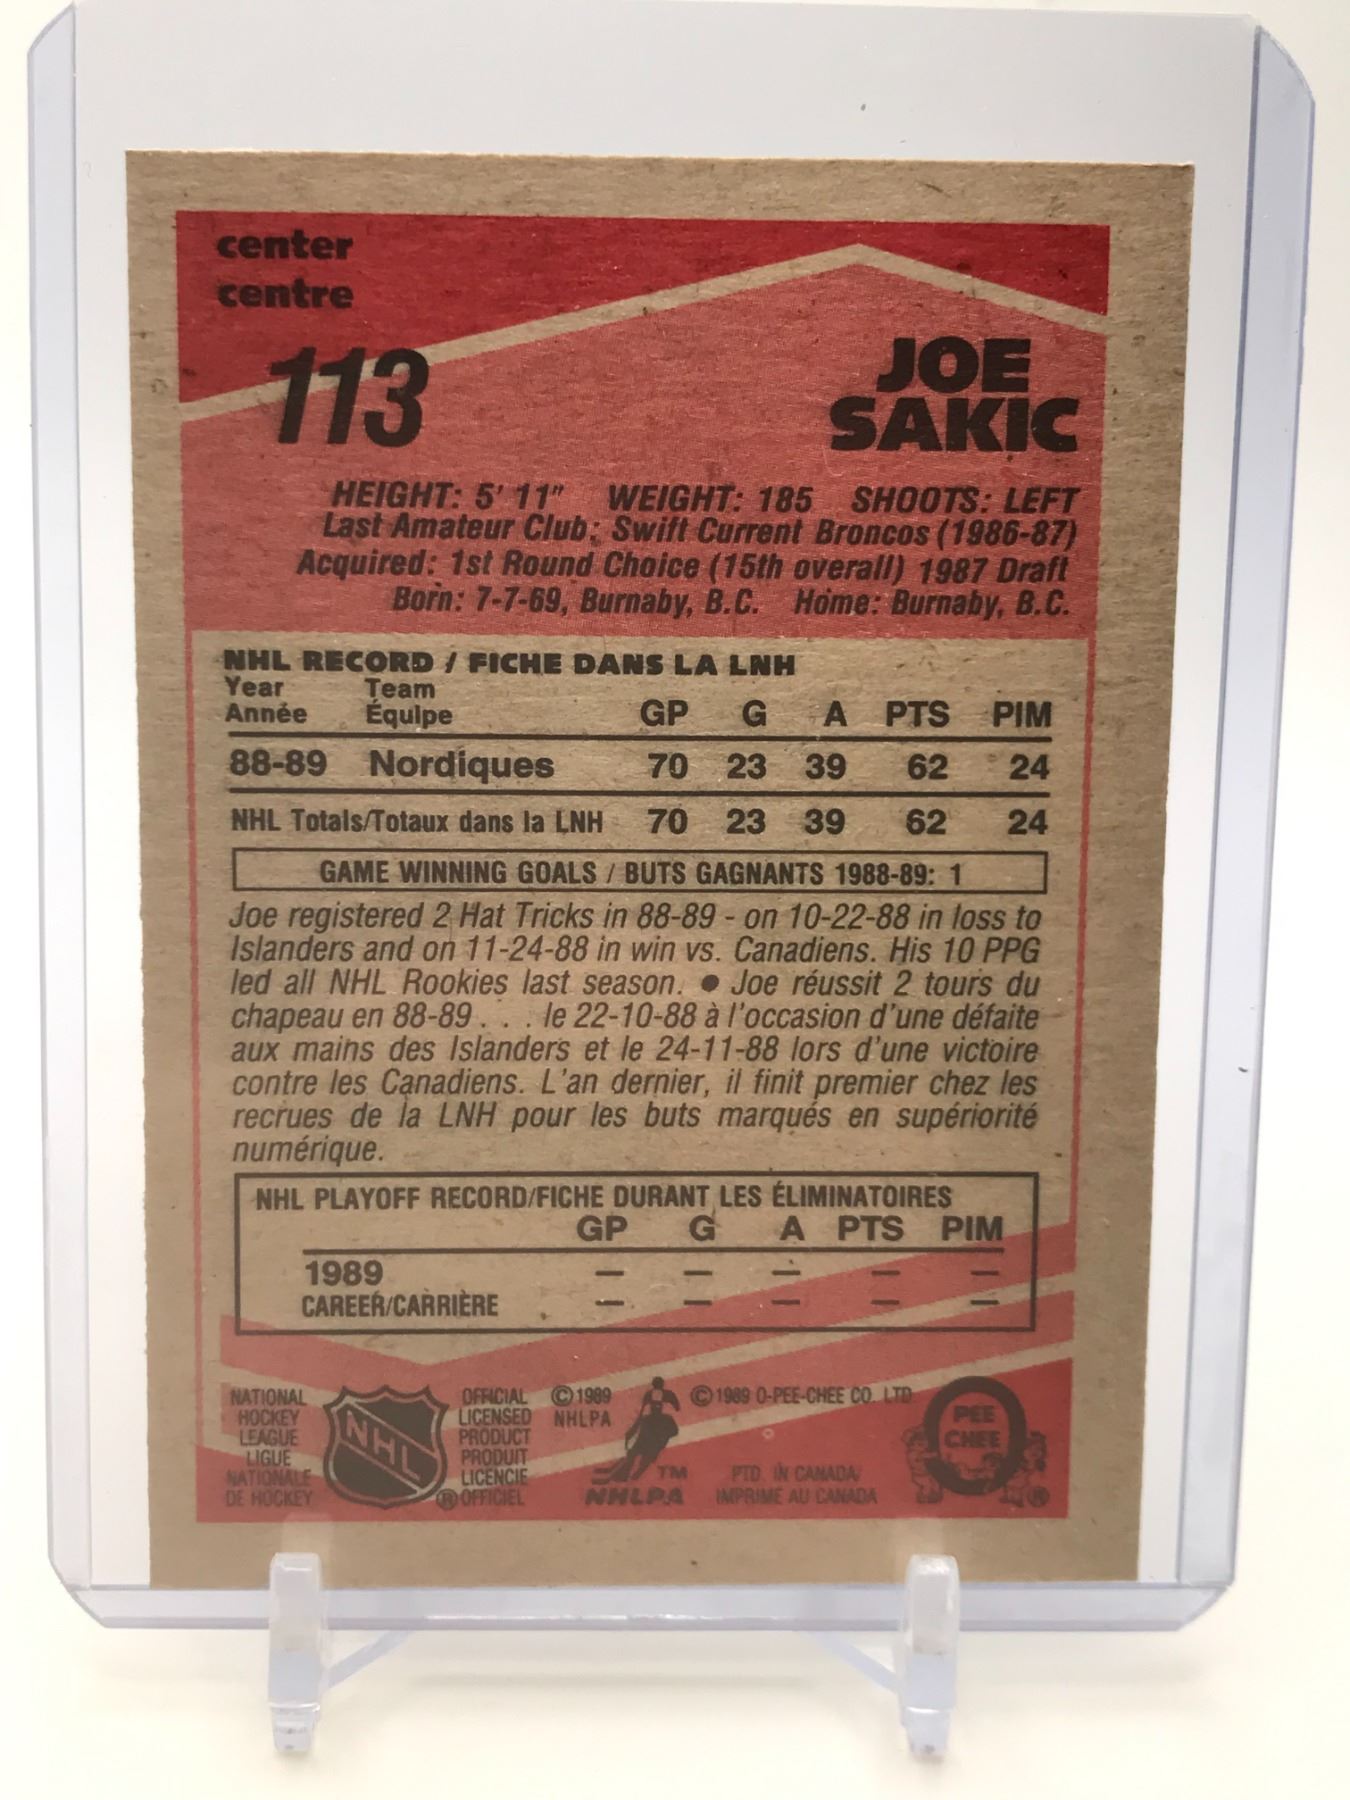 center
centre
113
JOE
SAKIC
HEIGHT: 5' 11" WEIGHT: 185 SHOOTS: LEFT
Last Amateur Club: Swift Current Broncos (1986-87)
Acquired: 1st Round Choice (15th overall) 1987 Draft
Born: 7-7-69, Burnaby, B.C. Home: Burnaby, B.C.
NHL RECORD / FICHE DANS LA LNH
Year Team
Année Équipe GP G A PTS PIM
88-89 Nordiques 70 23 39 62 24
NHL Totals/Totaux dans la LNH 70 23 39 62 24
GAME WINNING GOALS / BUTS GAGNANTS 1988-89: 1
Joe registered 2 Hat Tricks in 88-89 - on 10-22-88 in loss to
Islanders and on 11-24-88 in win vs. Canadiens. His 10 PPG
led all NHL Rookies last season. ● Joe réussit 2 tours du
chapeau en 88-89 . . . le 22-10-88 à l'occasion d'une défaite
aux mains des Islanders et le 24-11-88 lors d'une victoire
contre les Canadiens. L'an dernier, il finit premier chez les
recrues de la LNH pour les buts marqués en supériorité
numérique.
NHL PLAYOFF RECORD/FICHE DURANT LES ÉLIMINATOIRES
GP G A PTS PIM
1989 — — — — —
CAREER/CARRIÈRE — — — — —
NATIONAL
HOCKEY
LEAGUE
LIGUE
NATIONALE
DE HOCKEY
NHL
®
OFFICIAL
LICENSED
PRODUCT
PRODUIT
LICENCIE
OFFICIEL
©1989
NHLPA
TM
NHLPA
©1989 O-PEE-CHEE CO. LTD.
PTD. IN CANADA/
IMPRIME AU CANADA
O
PEE
CHEE
®